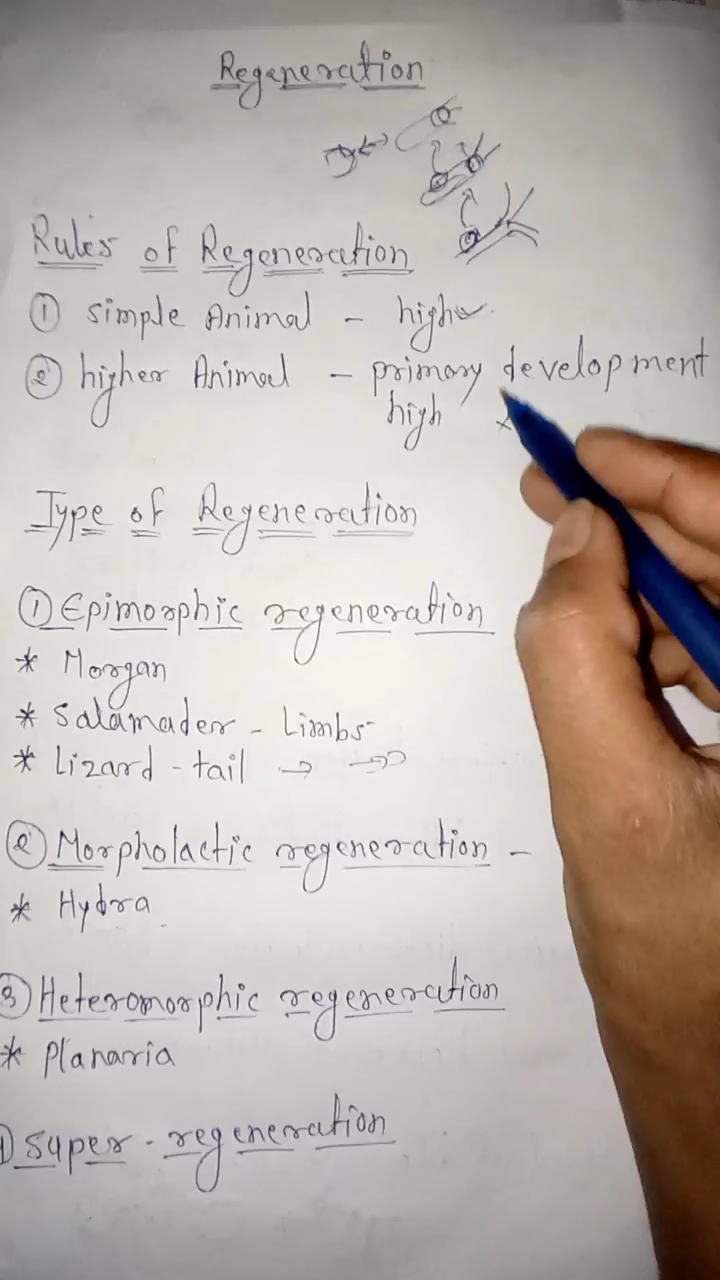 Regeneration
Rules of Regeneration
① simple Animal - high
② higher Animal - primary development
high ×
Type of Regeneration
① Epimorphic regeneration
* Morgan
* Salamader - Limbs
* Lizard - tail →
② Morpholactic regeneration -
* Hydra
③ Heteromorphic regeneration
* Planaria
Super - regeneration